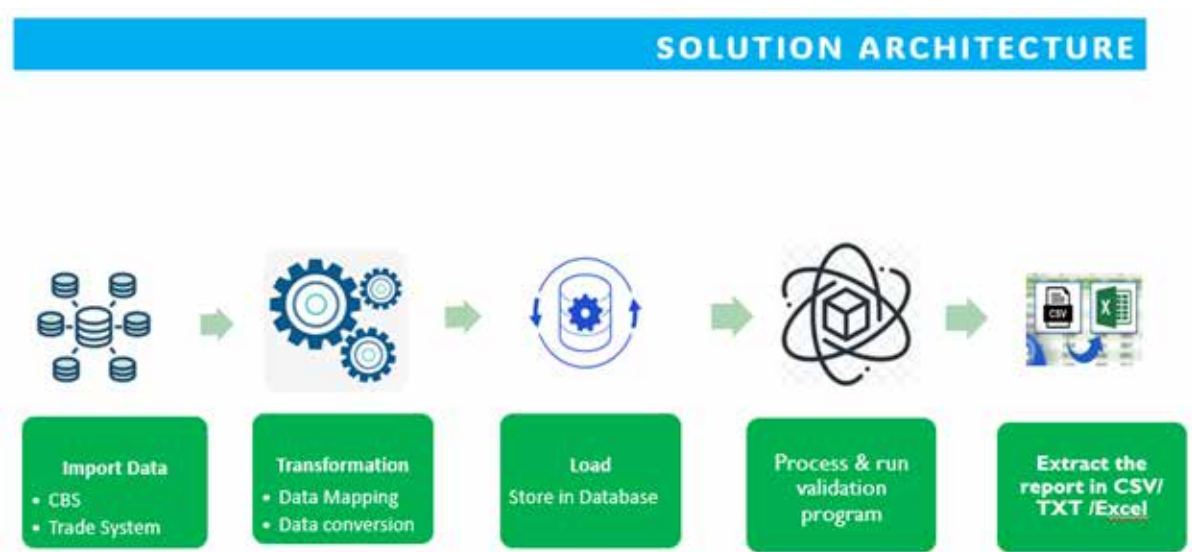 SOLUTION ARCHITECTURE
CSV
X
Import Data
• CBS
• Trade System
Transformation
• Data Mapping
• Data conversion
Load
Store in Database
Process & run
validation
program
Extract the
report in CSV/
TXT /Excel